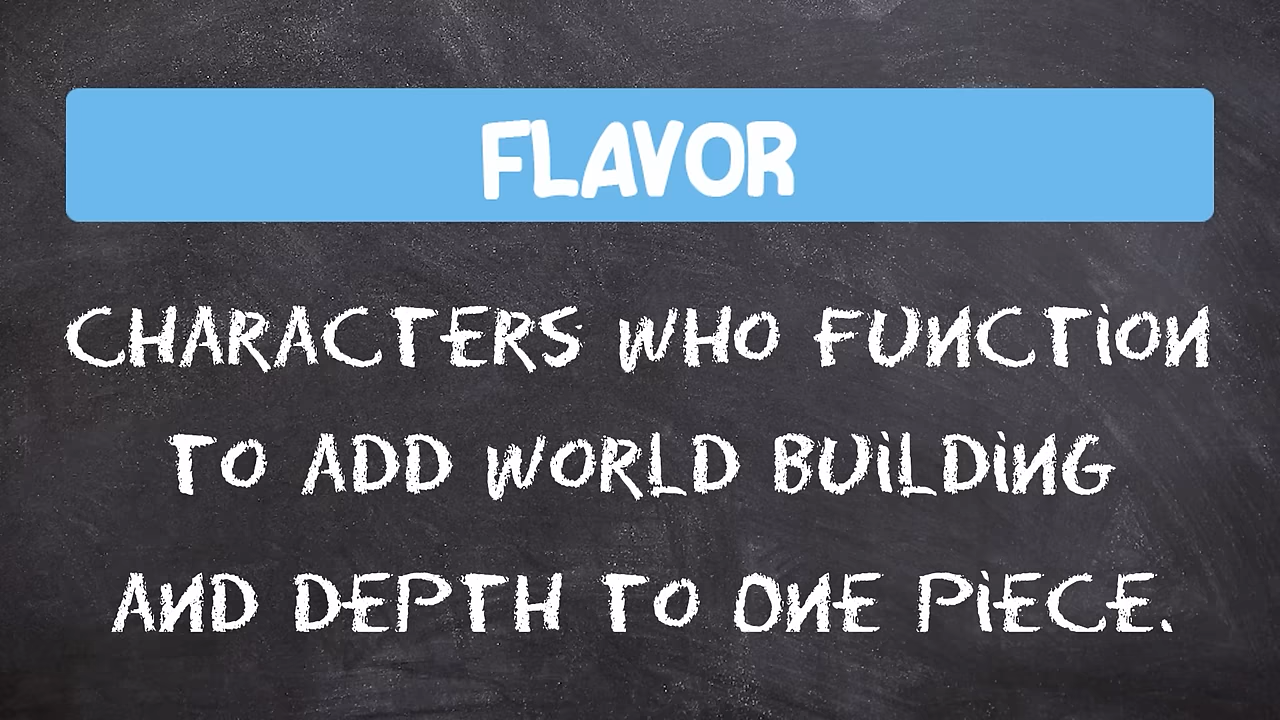 FLAVOR
CHARACTERS WHO FUNCTION
TO ADD WORLD BUILDING
AND DEPTH TO ONE PIECE.